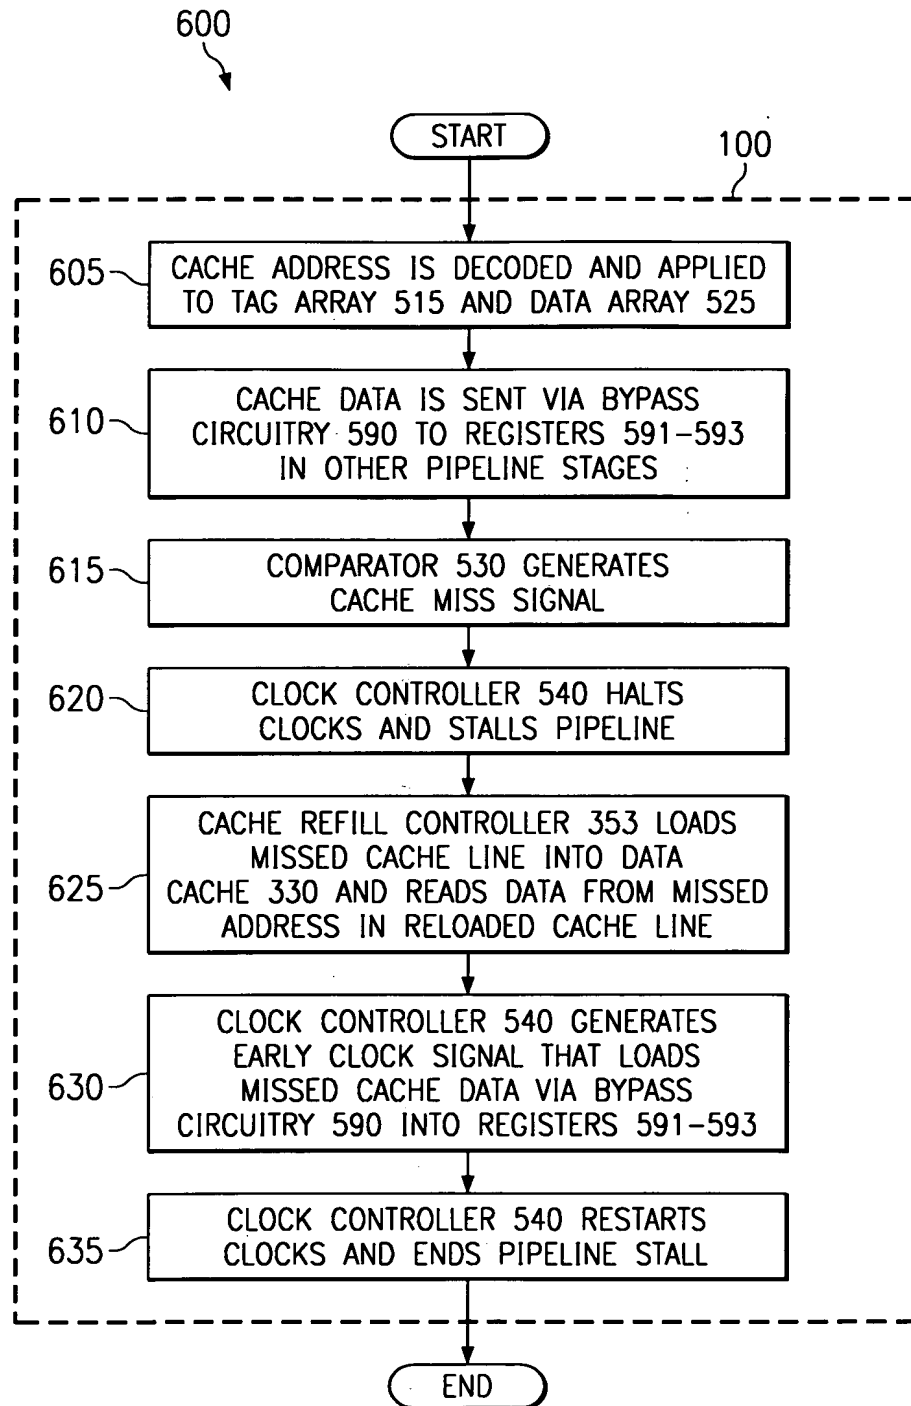 600
START
100
605
CACHE ADDRESS IS DECODED AND APPLIED
TO TAG ARRAY 515 AND DATA ARRAY 525
610
CACHE DATA IS SENT VIA BYPASS
CIRCUITRY 590 TO REGISTERS 591-593
IN OTHER PIPELINE STAGES
615
COMPARATOR 530 GENERATES
CACHE MISS SIGNAL
620
CLOCK CONTROLLER 540 HALTS
CLOCKS AND STALLS PIPELINE
625
CACHE REFILL CONTROLLER 353 LOADS
MISSED CACHE LINE INTO DATA
CACHE 330 AND READS DATA FROM MISSED
ADDRESS IN RELOADED CACHE LINE
630
CLOCK CONTROLLER 540 GENERATES
EARLY CLOCK SIGNAL THAT LOADS
MISSED CACHE DATA VIA BYPASS
CIRCUITRY 590 INTO REGISTERS 591-593
635
CLOCK CONTROLLER 540 RESTARTS
CLOCKS AND ENDS PIPELINE STALL
END